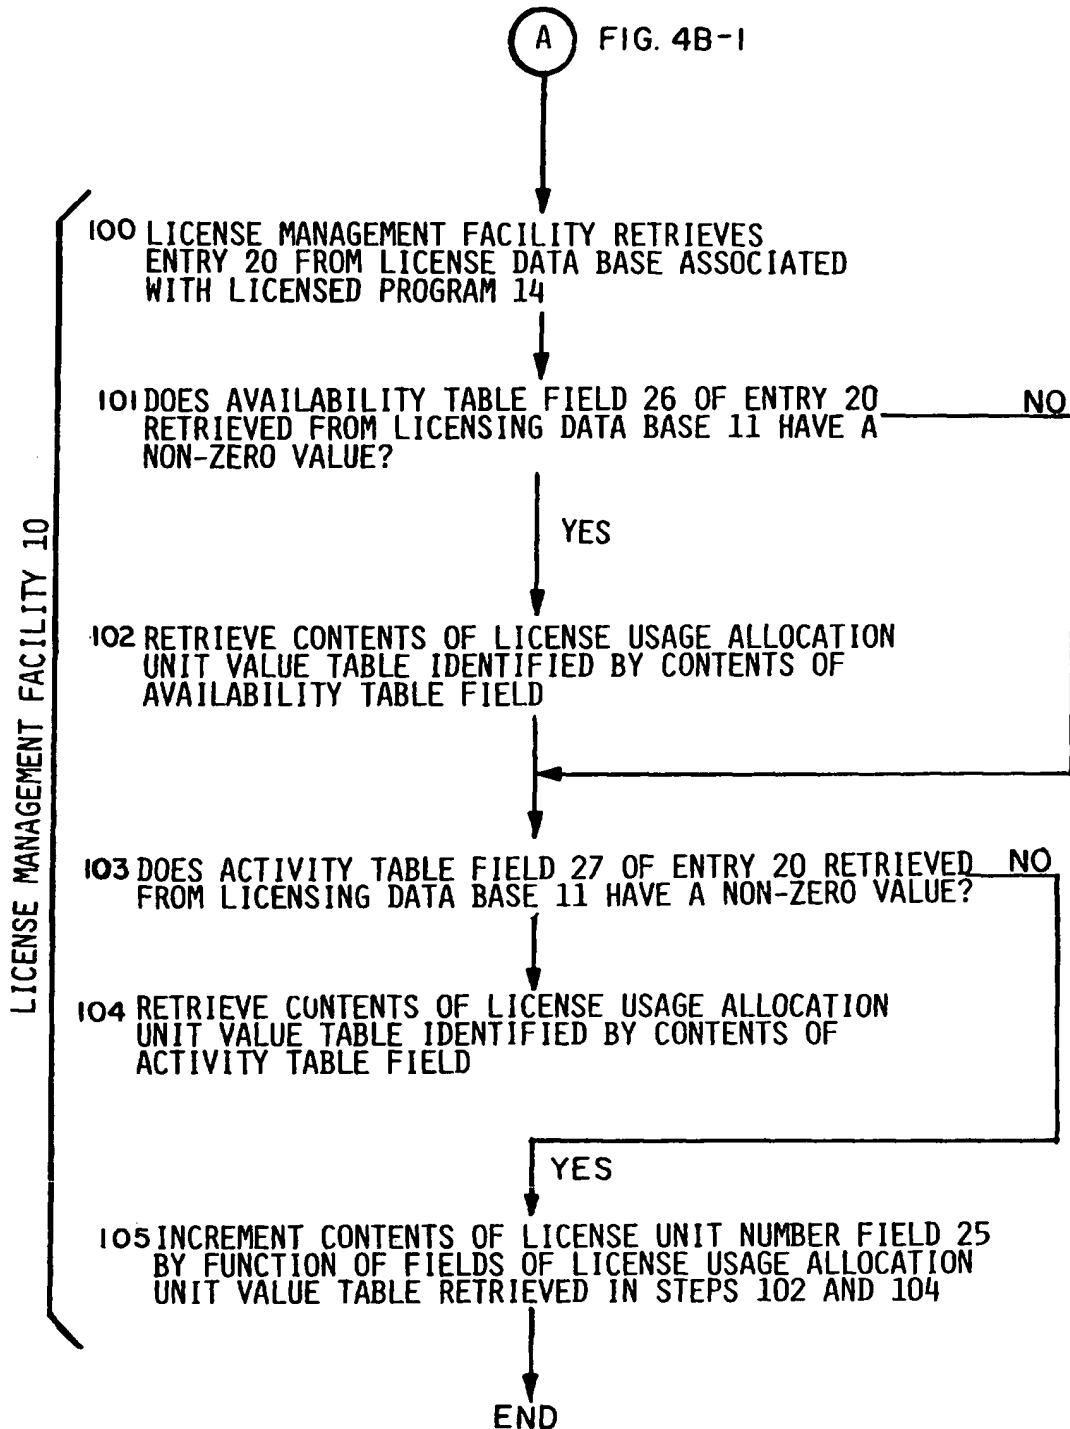 A FIG. 4B-1
100 LICENSE MANAGEMENT FACILITY RETRIEVES
ENTRY 20 FROM LICENSE DATA BASE ASSOCIATED
WITH LICENSED PROGRAM 14
101 DOES AVAILABILITY TABLE FIELD 26 OF ENTRY 20 NO
RETRIEVED FROM LICENSING DATA BASE 11 HAVE A
NON-ZERO VALUE?
YES
102 RETRIEVE CONTENTS OF LICENSE USAGE ALLOCATION
UNIT VALUE TABLE IDENTIFIED BY CONTENTS OF
AVAILABILITY TABLE FIELD
LICENSE MANAGEMENT FACILITY 10
103 DOES ACTIVITY TABLE FIELD 27 OF ENTRY 20 RETRIEVED NO
FROM LICENSING DATA BASE 11 HAVE A NON-ZERO VALUE?
104 RETRIEVE CONTENTS OF LICENSE USAGE ALLOCATION
UNIT VALUE TABLE IDENTIFIED BY CONTENTS OF
ACTIVITY TABLE FIELD
YES
105 INCREMENT CONTENTS OF LICENSE UNIT NUMBER FIELD 25
BY FUNCTION OF FIELDS OF LICENSE USAGE ALLOCATION
UNIT VALUE TABLE RETRIEVED IN STEPS 102 AND 104
END